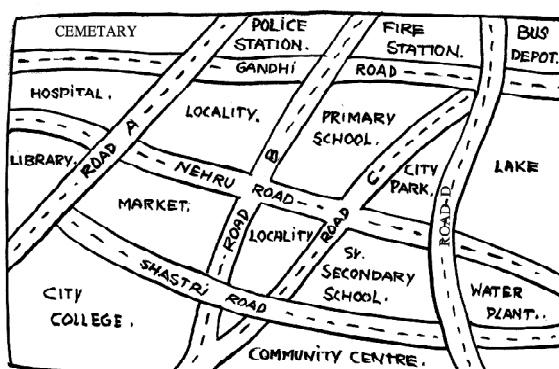 CEMETARY
POLICE
STATION.
FIRE
STATION.
BUS
DEPOT.
GANDHI ROAD
HOSPITAL.
LOCALITY.
PRIMARY
SCHOOL.
ROAD A
ROAD B
ROAD C
LIBRARY.
NEHRU ROAD
CITY
PARK.
LAKE
ROAD-D
MARKET.
LOCALITY
SR.
SECONDARY
SCHOOL.
SHASTRI ROAD
CITY
COLLEGE.
WATER
PLANT.
COMMUNITY CENTRE.